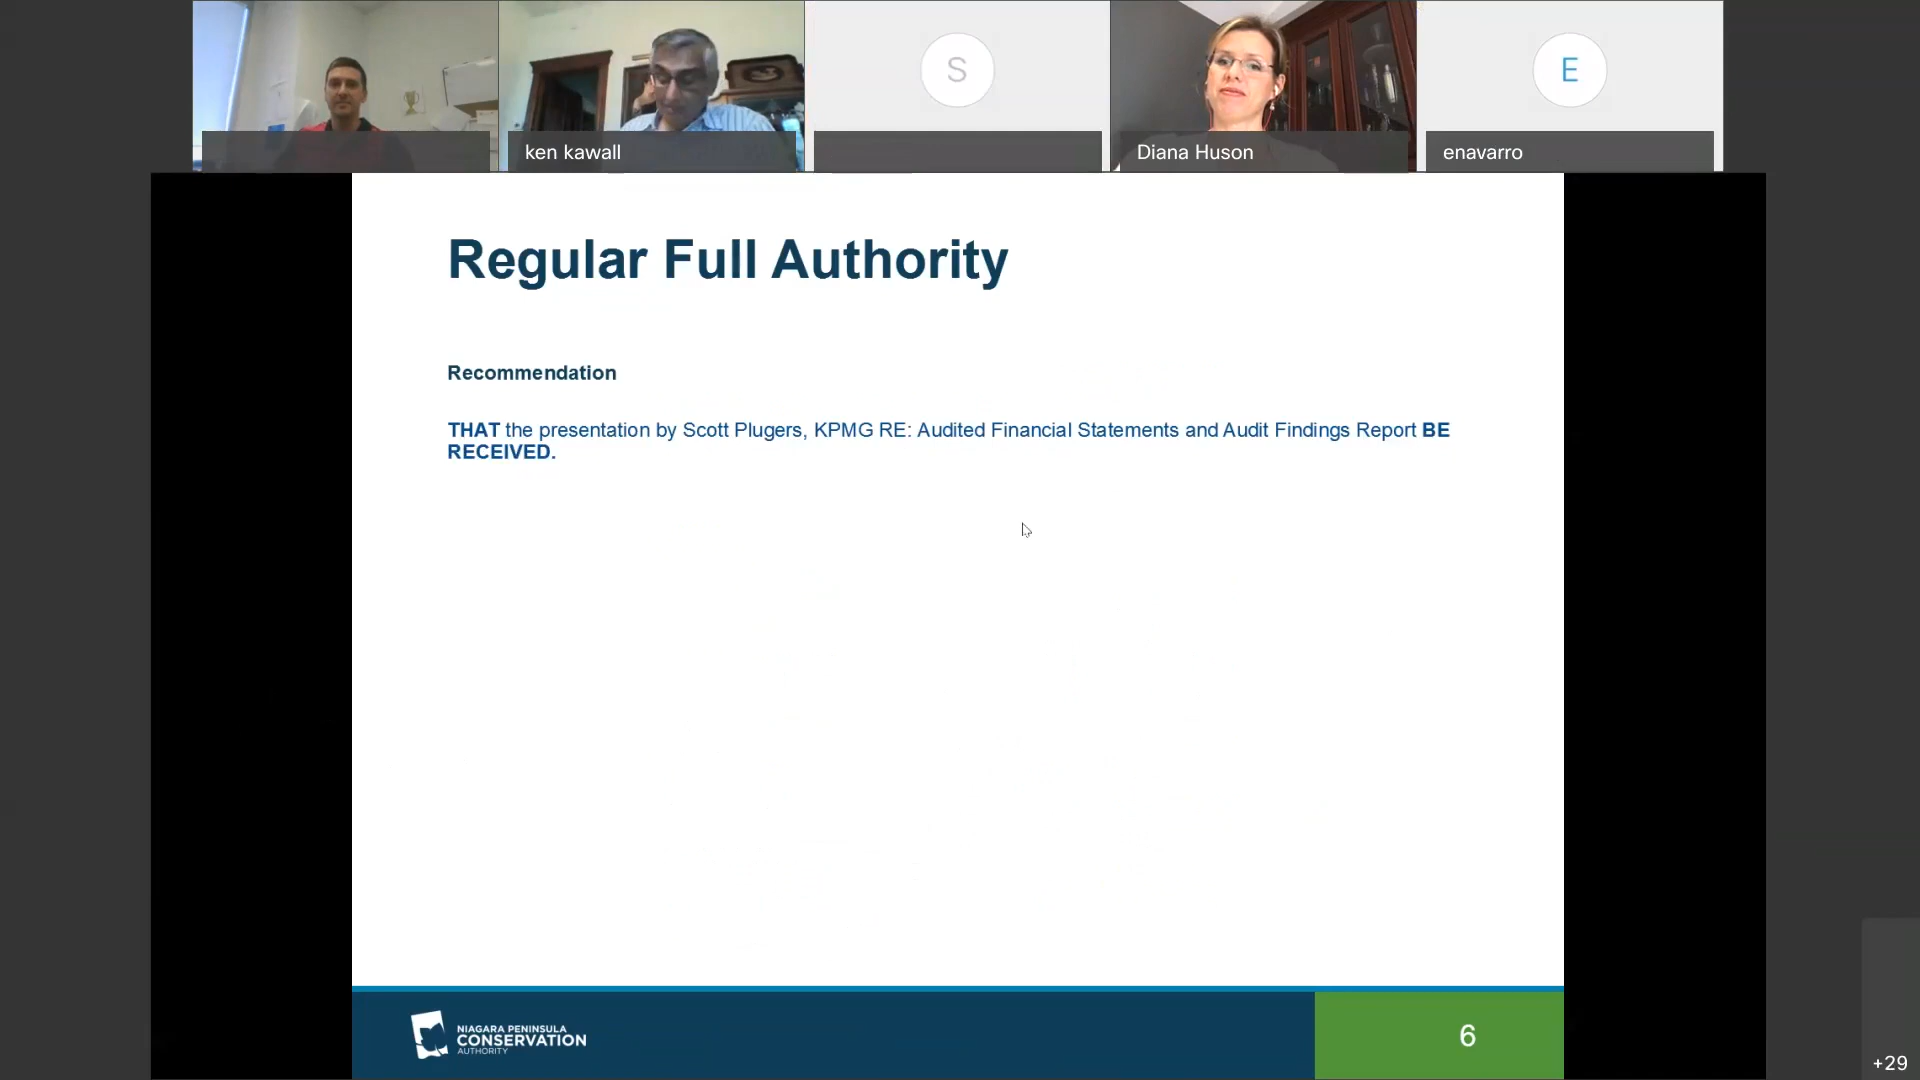 S
E
ken kawall
Diana Huson
enavarro
Regular Full Authority
Recommendation
THAT the presentation by Scott Plugers, KPMG RE: Audited Financial Statements and Audit Findings Report BE
RECEIVED.
NIAGARA PENINSULA
CONSERVATION
AUTHORITY
6
+29